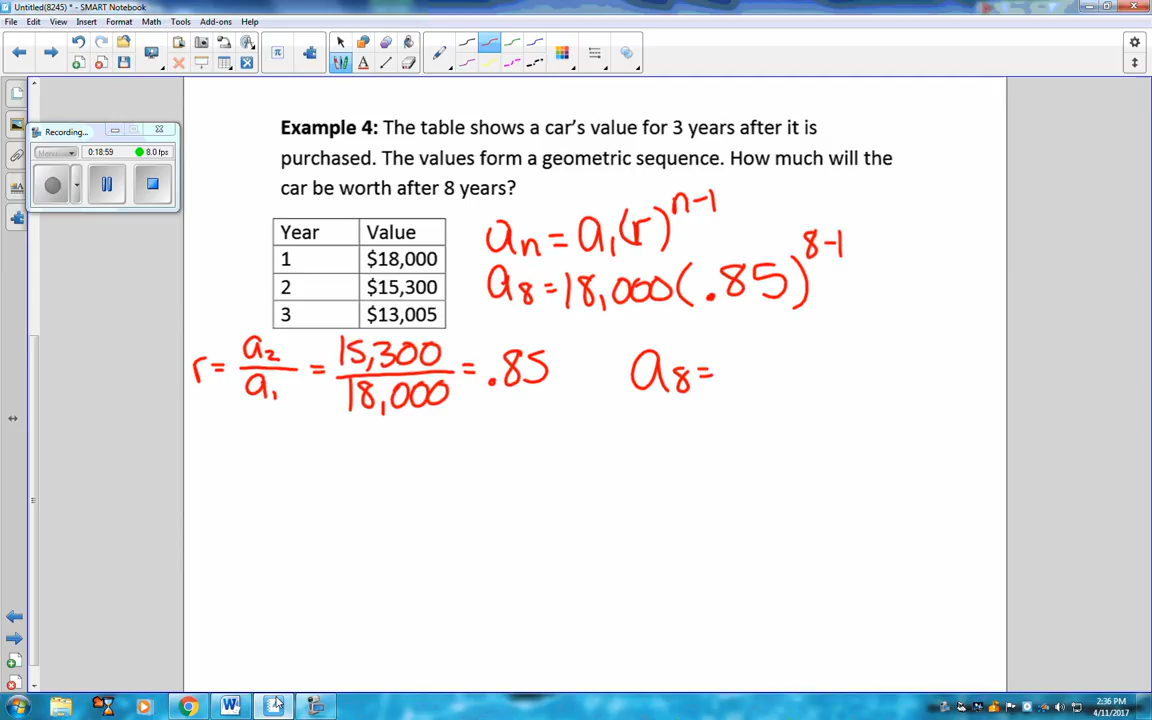 Untitled(8245) * - SMART Notebook
File Edit View Insert Format Math Tools Add-ons Help
Recording...
Menu
0:18:59 8.0 fps
Example 4: The table shows a car's value for 3 years after it is
purchased. The values form a geometric sequence. How much will the
car be worth after 8 years?
Year Value
1 $18,000
2 $15,300
3 $13,005
aₙ = a₁(r)ⁿ⁻¹
a₈ = 18,000(.85)⁸⁻¹
r = a₂/a₁ = 15,300/18,000 = .85
a₈ =
2:36 PM
4/11/2017